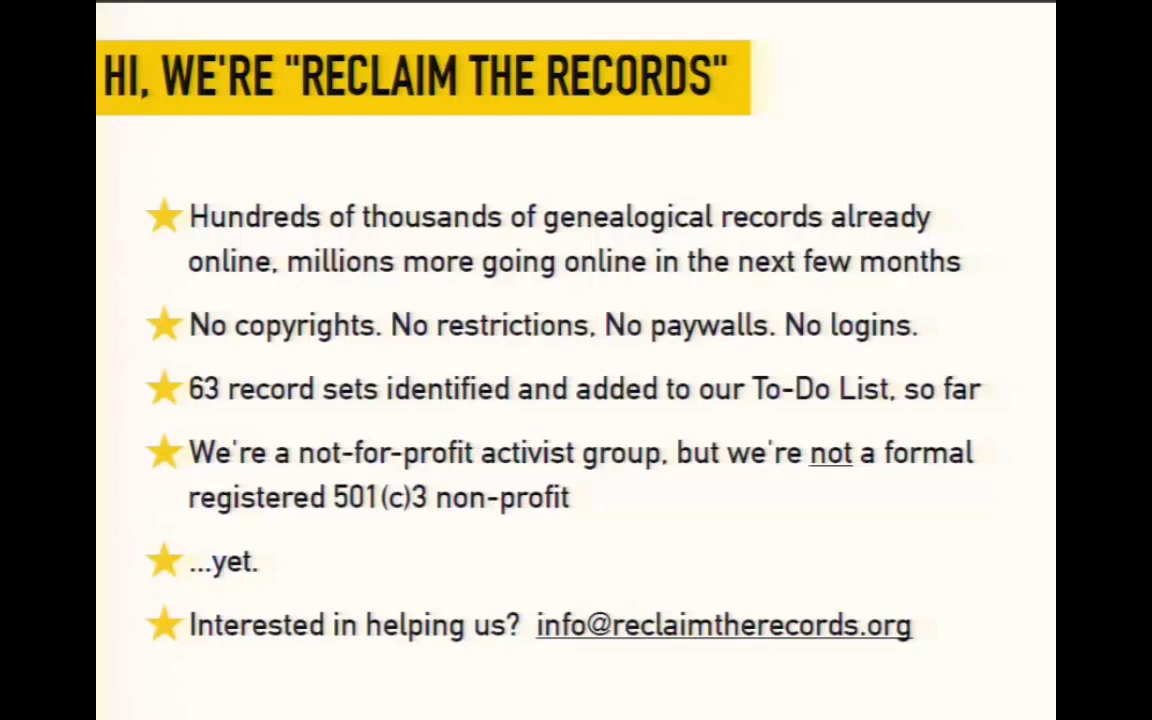 HI, WE'RE "RECLAIM THE RECORDS"
Hundreds of thousands of genealogical records already
online, millions more going online in the next few months
No copyrights. No restrictions, No paywalls. No logins.
63 record sets identified and added to our To-Do List, so far
We're a not-for-profit activist group, but we're not a formal
registered 501(c)3 non-profit
...yet.
Interested in helping us? info@reclaimtherecords.org